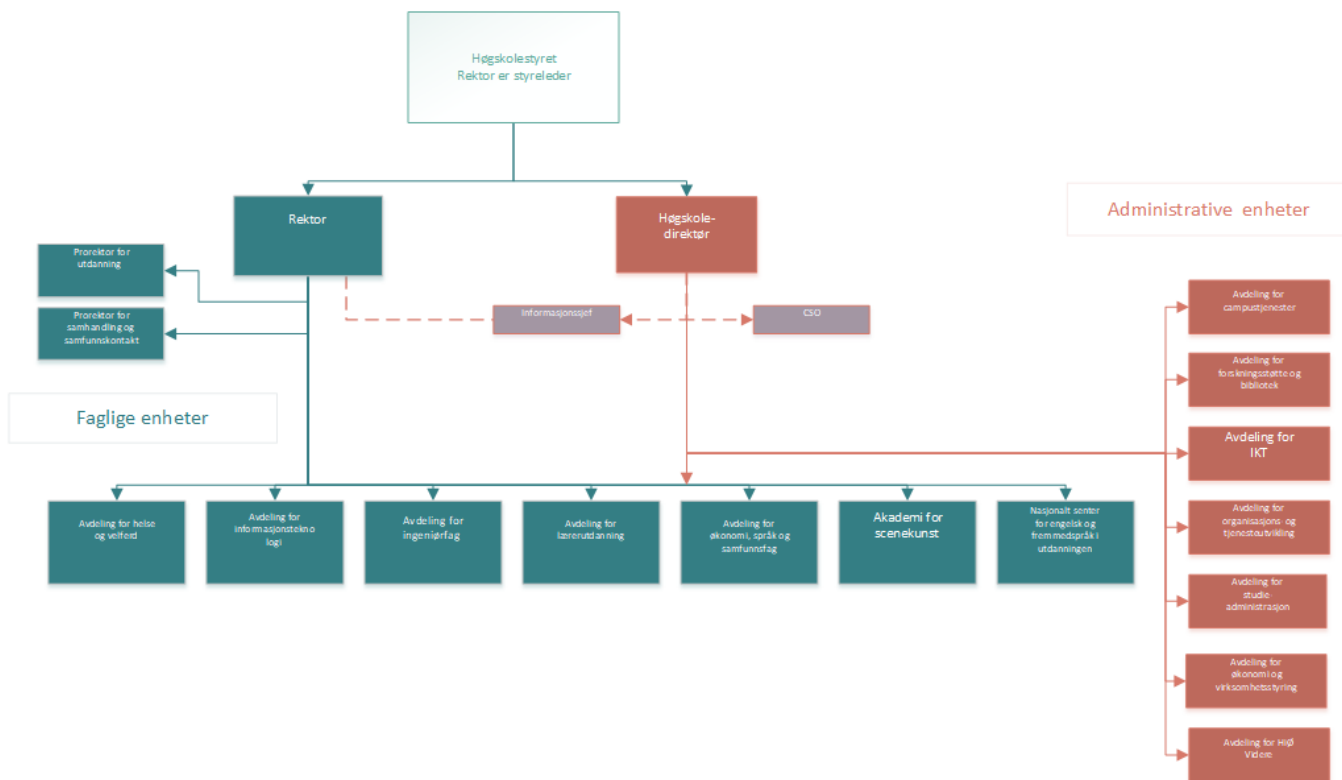 Høgskolestyret
Rektor er styreleder
Rektor
Høgskole-
direktør
Administrative enheter
Prorektor for
utdanning
Prorektor for
samhandling og
samfunnskontakt
Informasjonssjef
CSO
Faglige enheter
Avdeling for
campustjenester
Avdeling for
forskningsstøtte og
bibliotek
Avdeling for
IKT
Avdeling for
organisasjons- og
tjenesteutvikling
Avdeling for
studie-
administrasjon
Avdeling for
økonomi og
virksomhetsstyring
Avdeling for HiØ
Videre
Avdeling for helse
og velferd
Avdeling for
informasjonstekno
logi
Avdeling for
ingeniørfag
Avdeling for
lærerutdanning
Avdeling for
økonomi, språk og
samfunnsfag
Akademi for
scenekunst
Nasjonalt senter
for engelsk og
fremmedspråk i
utdanningen